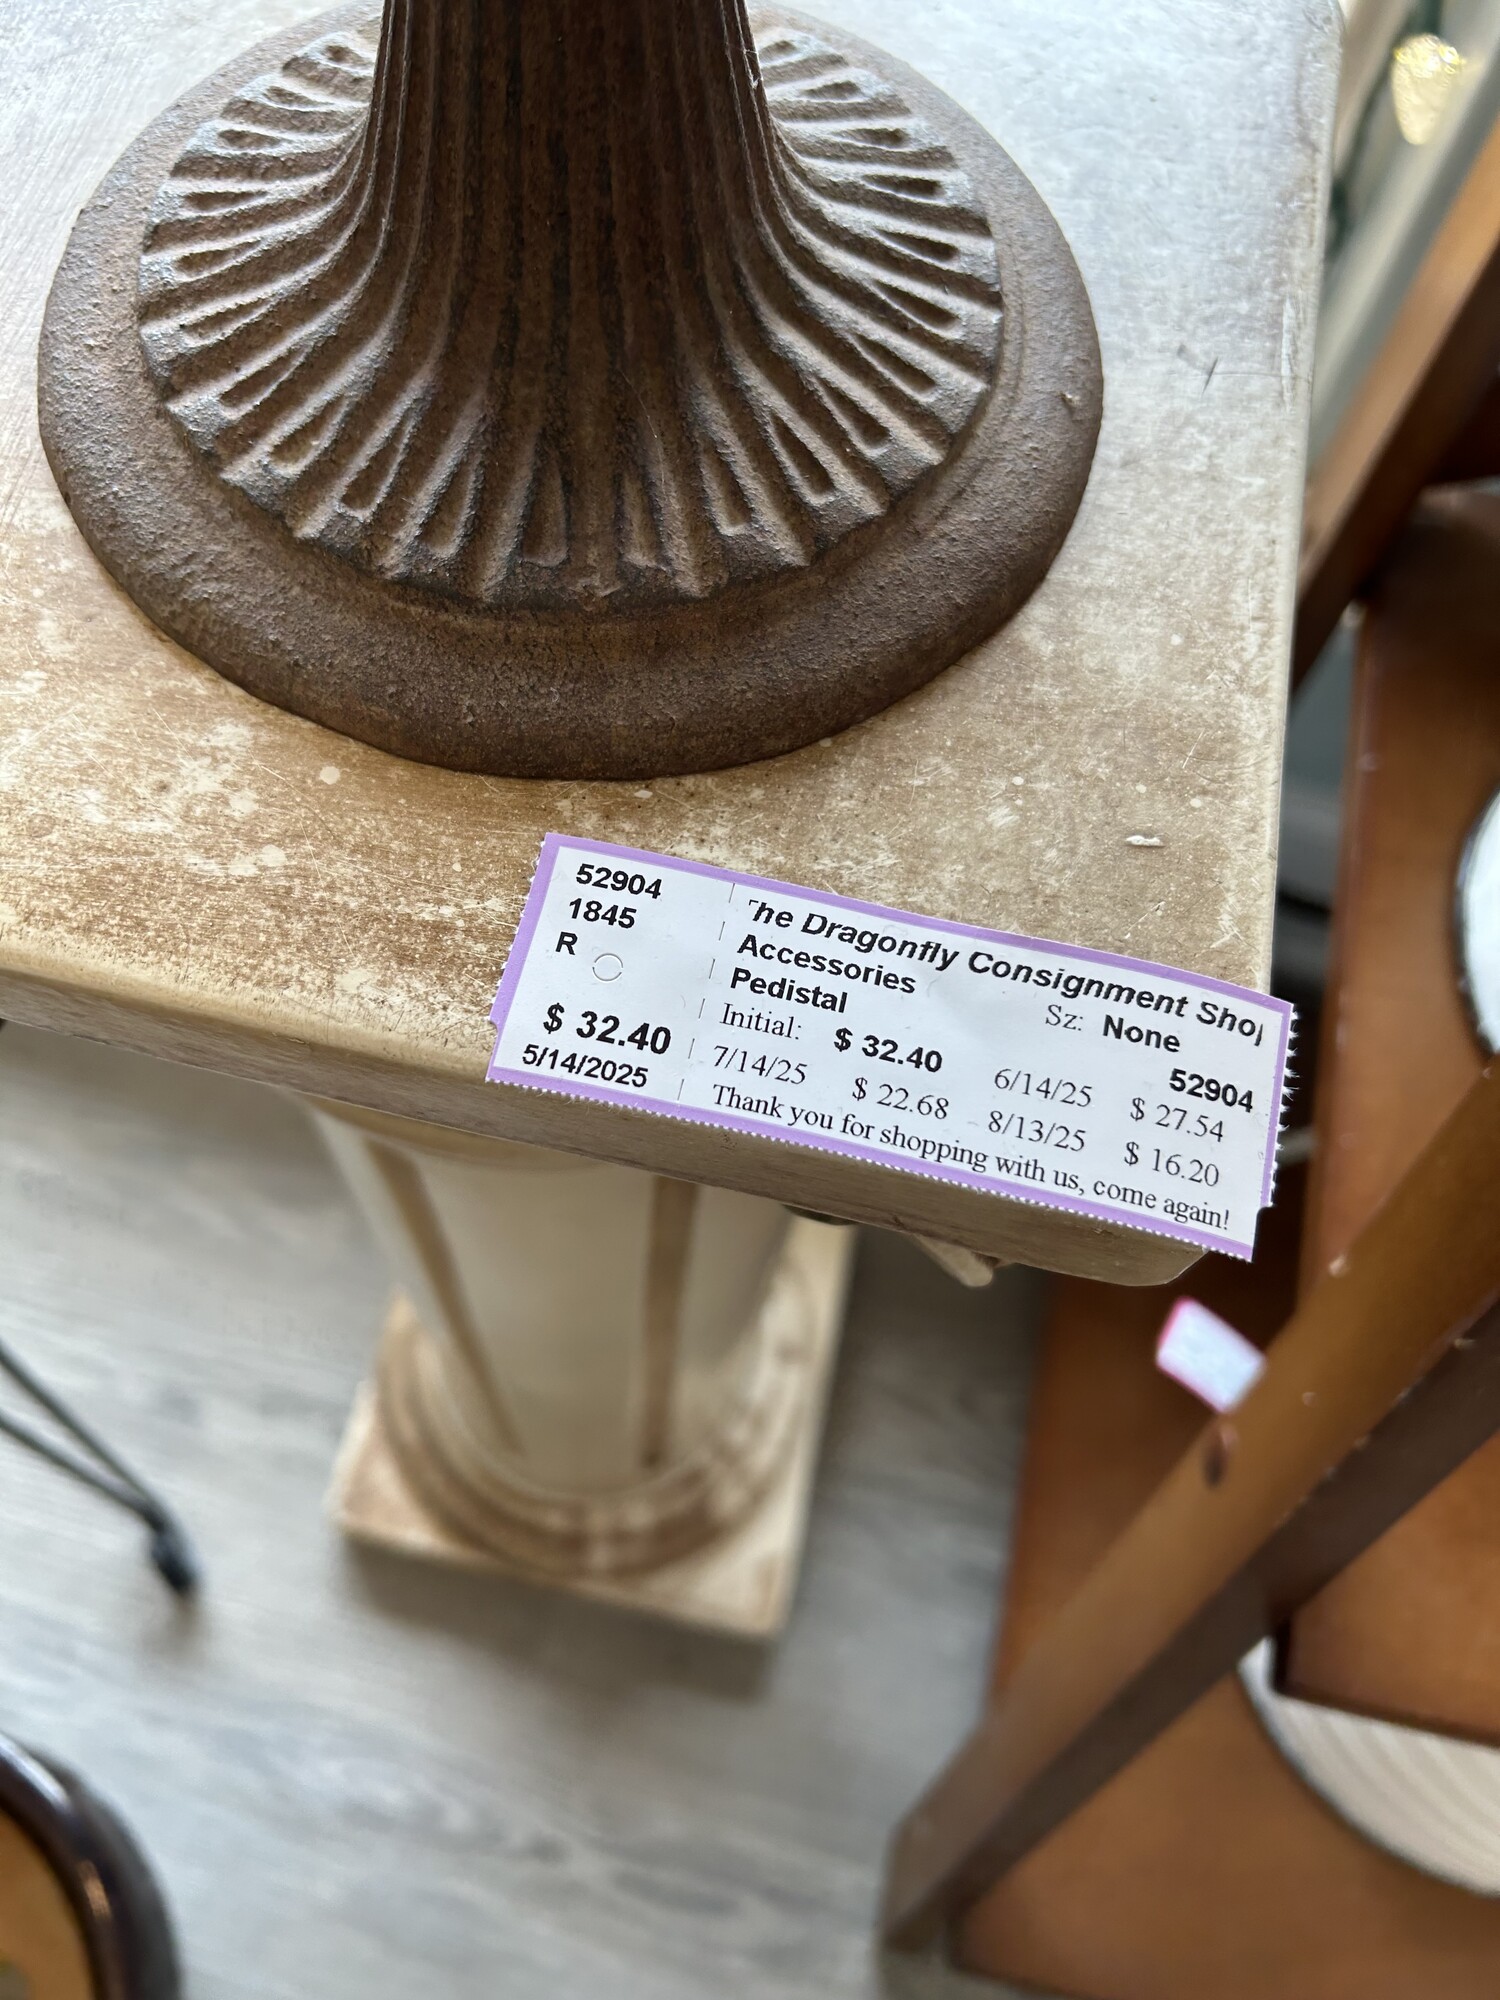 52904
1845
R
$ 32.40
5/14/2025
The Dragonfly Consignment Shop
Accessories
Pedistal
Sz: None
Initial: $ 32.40
52904
6/14/25 $ 27.54
7/14/25 $ 22.68
8/13/25 $ 16.20
Thank you for shopping with us, come again!